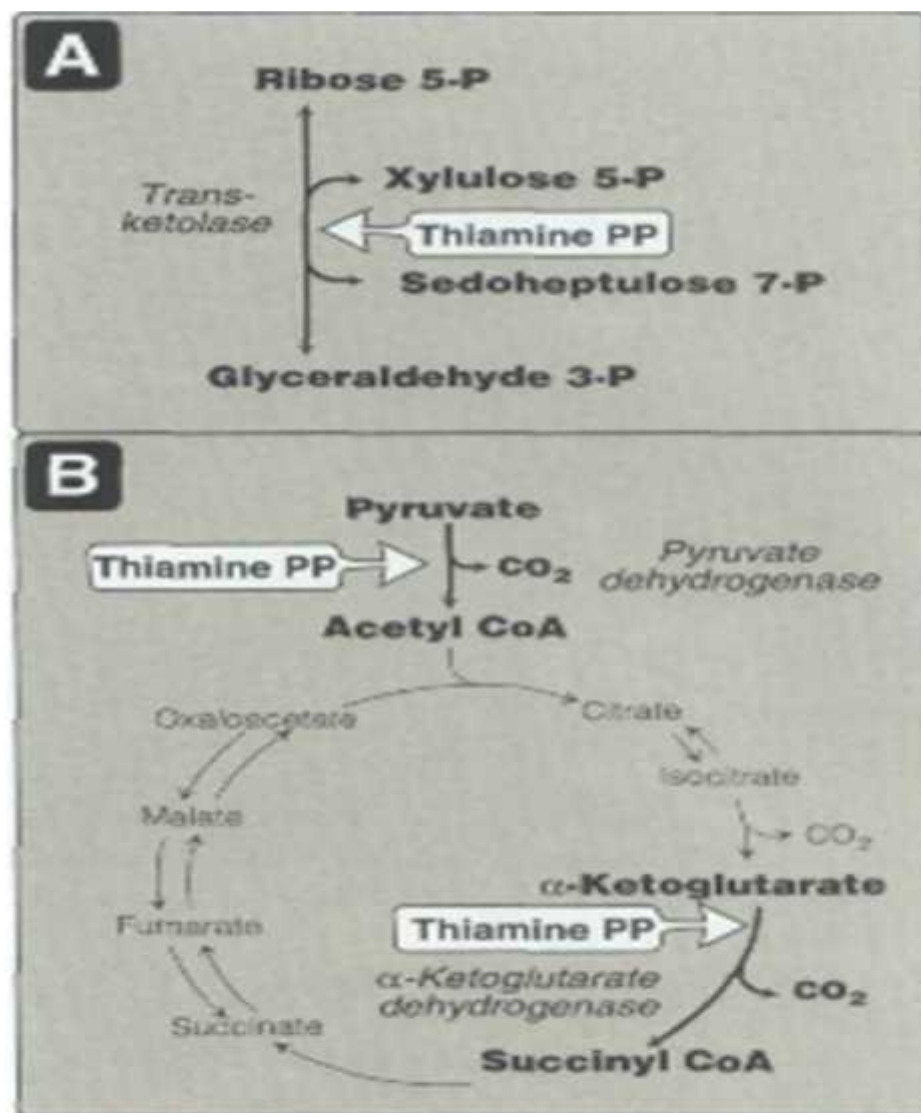 A
Ribose 5-P
Xylulose 5-P
Trans-
ketolase
Thiamine PP
Sedoheptulose 7-P
Glyceraldehyde 3-P
B
Pyruvate
Thiamine PP
CO₂
Pyruvate
dehydrogenase
Acetyl CoA
Oxaloacetate
Citrate
Isocitrate
Malate
CO₂
α-Ketoglutarate
Fumarate
Thiamine PP
α-Ketoglutarate
dehydrogenase
CO₂
Succinate
Succinyl CoA